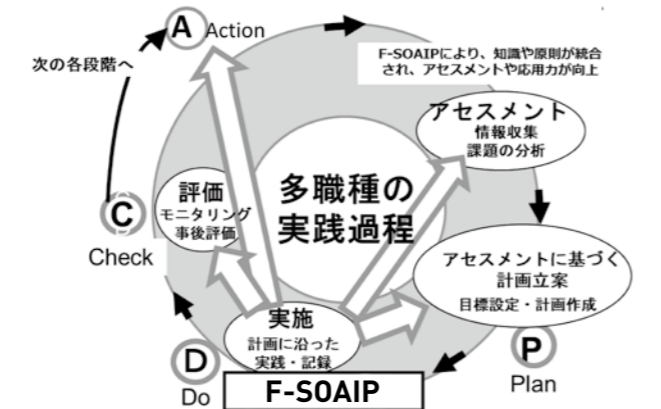 A Action
次の各段階へ
F-SOAIPにより、知識や原則が統合
され、アセスメントや応用力が向上
アセスメント
情報収集
課題の分析
多職種の
実践過程
評価
モニタリング
事後評価
C
Check
アセスメントに基づく
計画立案
目標設定・計画作成
実施
計画に沿った
実践・記録
P
Plan
D
Do
F-SOAIP